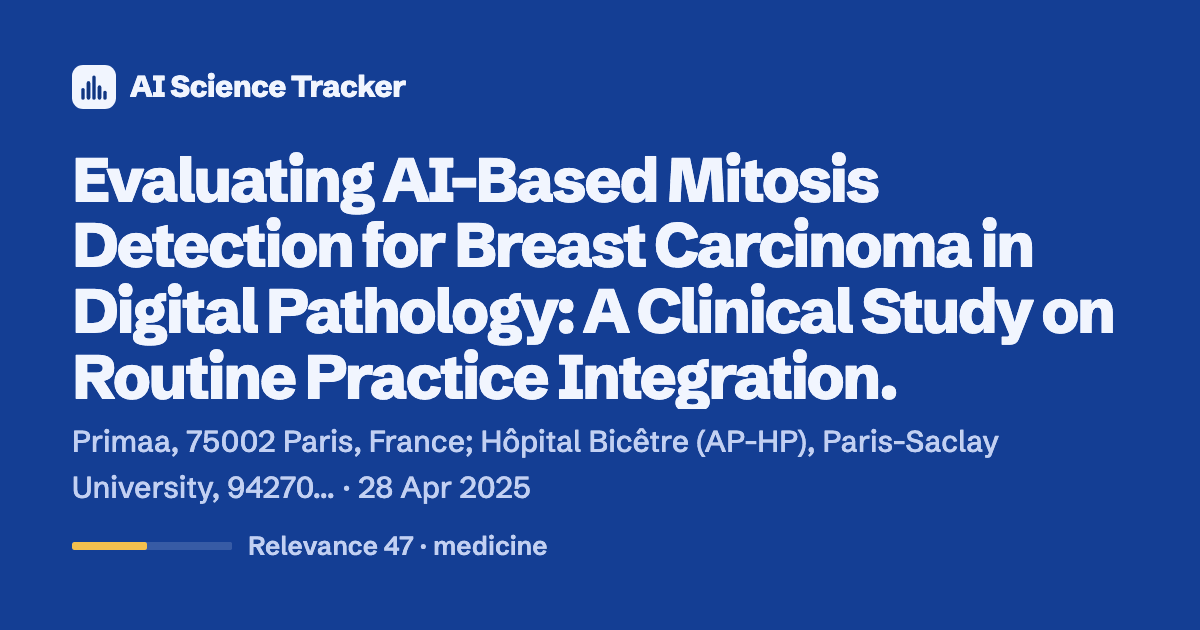 AI Science Tracker
Evaluating AI-Based Mitosis
Detection for Breast Carcinoma in
Digital Pathology: A Clinical Study on
Routine Practice Integration.
Primaa, 75002 Paris, France; Hôpital Bicêtre (AP-HP), Paris-Saclay
University, 94270... · 28 Apr 2025
Relevance 47 · medicine